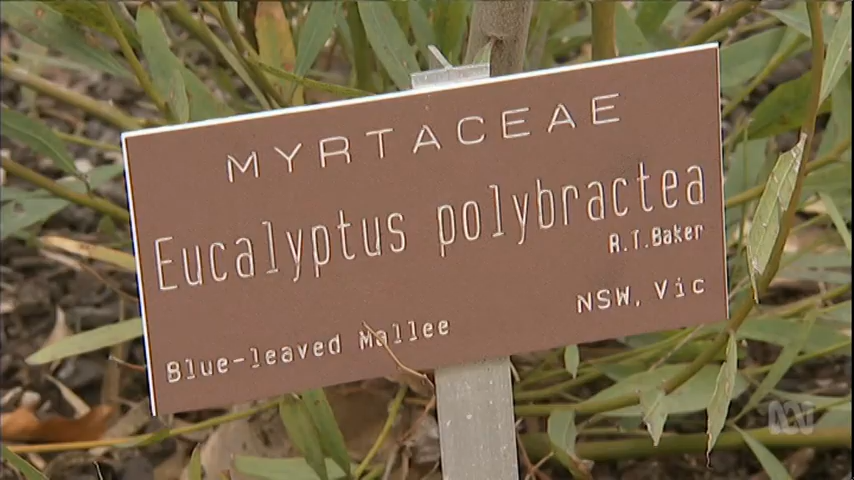 MYRTACEAE
Eucalyptus polybractea
R.T.Baker
NSW, Vic
Blue-leaved Mallee